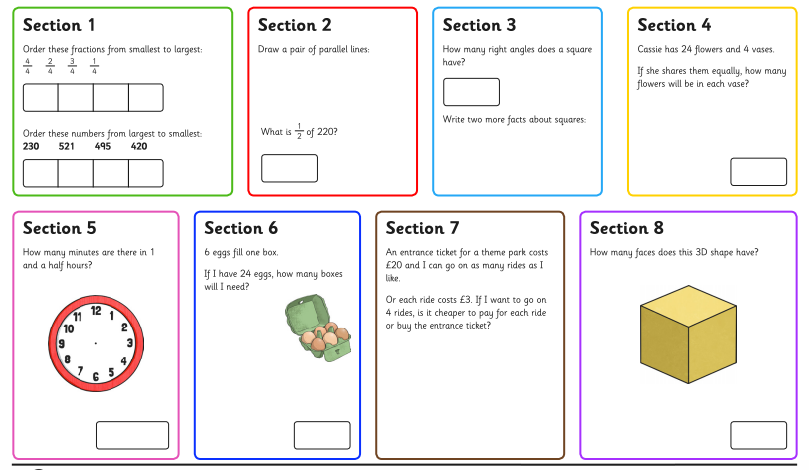 Section 1
Order these fractions from smallest to largest:
4/4 2/4 3/4 1/4
Order these numbers from largest to smallest:
230 521 495 420
Section 2
Draw a pair of parallel lines:
What is 1/2 of 220?
Section 3
How many right angles does a square
have?
Write two more facts about squares:
Section 4
Cassie has 24 flowers and 4 vases.
If she shares them equally, how many
flowers will be in each vase?
Section 5
How many minutes are there in 1
and a half hours?
12
11 1
10 2
9 3
8 4
7 5
6
Section 6
6 eggs fill one box.
If I have 24 eggs, how many boxes
will I need?
Section 7
An entrance ticket for a theme park costs
£20 and I can go on as many rides as I
like.
Or each ride costs £3. If I want to go on
4 rides, is it cheaper to pay for each ride
or buy the entrance ticket?
Section 8
How many faces does this 3D shape have?